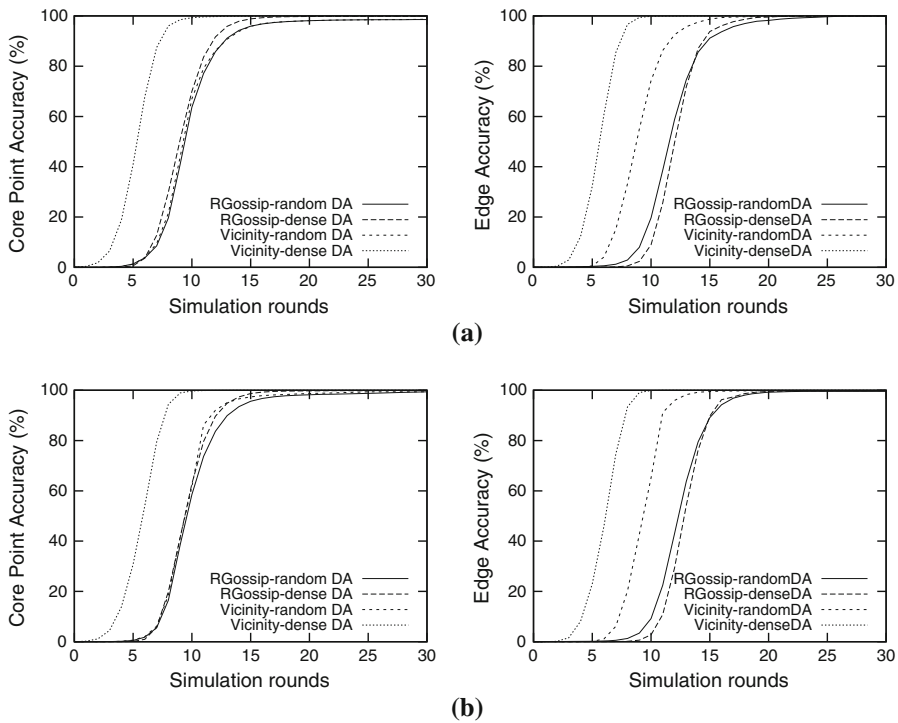 100
80
60
40
20
0
Core Point Accuracy (%)
RGossip-random DA
RGossip-dense DA
Vicinity-random DA
Vicinity-dense DA
0 5 10 15 20 25 30
Simulation rounds
100
80
60
40
20
0
Edge Accuracy (%)
RGossip-randomDA
RGossip-denseDA
Vicinity-randomDA
Vicinity-denseDA
0 5 10 15 20 25 30
Simulation rounds
(a)
100
80
60
40
20
0
Core Point Accuracy (%)
RGossip-random DA
RGossip-dense DA
Vicinity-random DA
Vicinity-dense DA
0 5 10 15 20 25 30
Simulation rounds
100
80
60
40
20
0
Edge Accuracy (%)
RGossip-randomDA
RGossip-denseDA
Vicinity-randomDA
Vicinity-denseDA
0 5 10 15 20 25 30
Simulation rounds
(b)